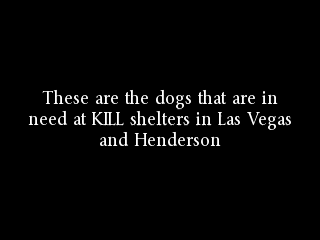 These are the dogs that are in
need at KILL shelters in Las Vegas
and Henderson